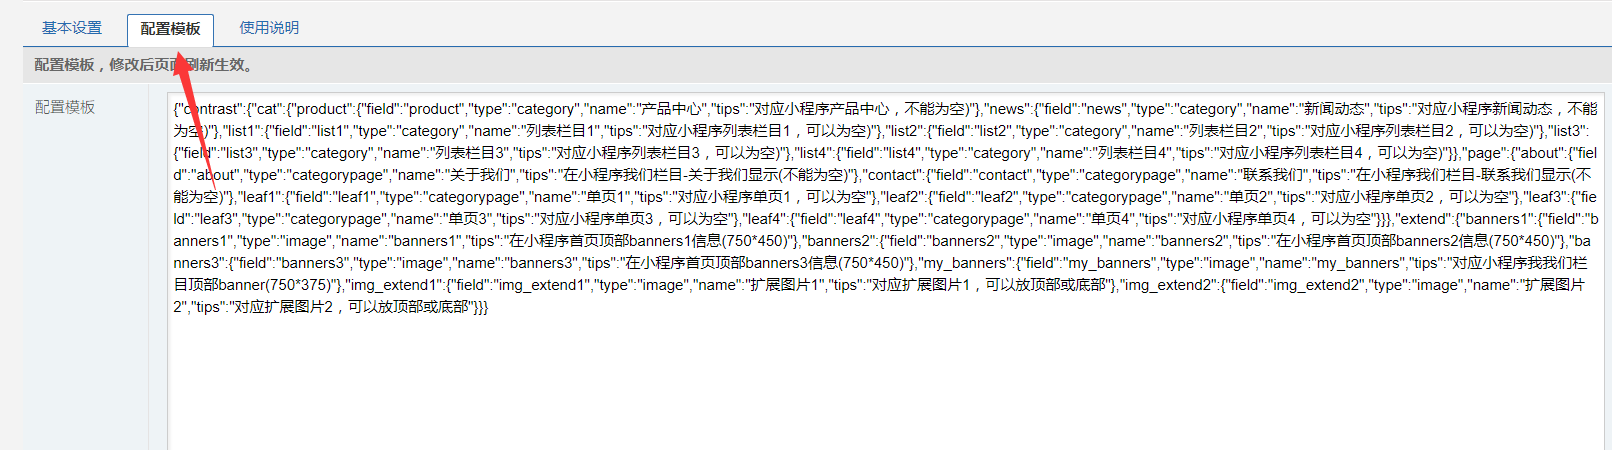 基本设置 配置模板 使用说明
配置模板，修改后页面刷新生效。
配置模板
{"contrast":{"cat":{"product":{"field":"product","type":"category","name":"产品中心","tips":"对应小程序产品中心，不能为空)"},"news":{"field":"news","type":"category","name":"新闻动态","tips":"对应小程序新闻动态，不能
为空)"},"list1":{"field":"list1","type":"category","name":"列表栏目1","tips":"对应小程序列表栏目1，可以为空)"},"list2":{"field":"list2","type":"category","name":"列表栏目2","tips":"对应小程序列表栏目2，可以为空)"},"list3":
{"field":"list3","type":"category","name":"列表栏目3","tips":"对应小程序列表栏目3，可以为空)"},"list4":{"field":"list4","type":"category","name":"列表栏目4","tips":"对应小程序列表栏目4，可以为空)"}},"page":{"about":{"fiel
d":"about","type":"categorypage","name":"关于我们","tips":"在小程序我们栏目-关于我们显示(不能为空)"},"contact":{"field":"contact","type":"categorypage","name":"联系我们","tips":"在小程序我们栏目-联系我们显示(不
能为空)"},"leaf1":{"field":"leaf1","type":"categorypage","name":"单页1","tips":"对应小程序单页1，可以为空"},"leaf2":{"field":"leaf2","type":"categorypage","name":"单页2","tips":"对应小程序单页2，可以为空"},"leaf3":{"fie
ld":"leaf3","type":"categorypage","name":"单页3","tips":"对应小程序单页3，可以为空"},"leaf4":{"field":"leaf4","type":"categorypage","name":"单页4","tips":"对应小程序单页4，可以为空"}}},"extend":{"banners1":{"field":"b
anners1","type":"image","name":"banners1","tips":"在小程序首页顶部banners1信息(750*450)"},"banners2":{"field":"banners2","type":"image","name":"banners2","tips":"在小程序首页顶部banners2信息(750*450)"},"ba
nners3":{"field":"banners3","type":"image","name":"banners3","tips":"在小程序首页顶部banners3信息(750*450)"},"my_banners":{"field":"my_banners","type":"image","name":"my_banners","tips":"对应小程序我我们栏
目顶部banner(750*375)"},"img_extend1":{"field":"img_extend1","type":"image","name":"扩展图片1","tips":"对应扩展图片1，可以放顶部或底部"},"img_extend2":{"field":"img_extend2","type":"image","name":"扩展图片
2","tips":"对应扩展图片2，可以放顶部或底部"}}}